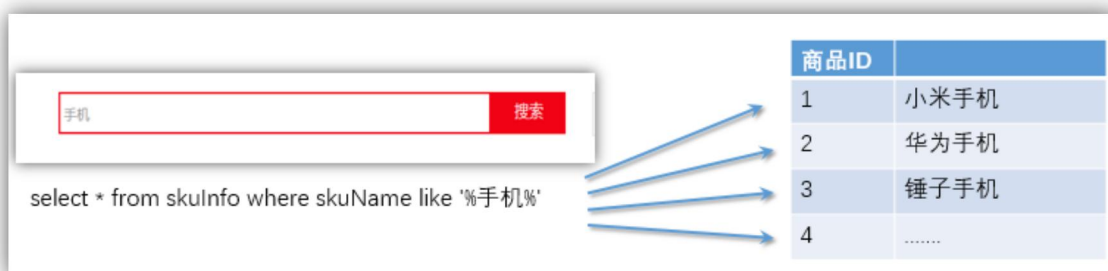 手机
搜索
select * from skuInfo where skuName like '%手机%'
商品ID
1 小米手机
2 华为手机
3 锤子手机
4 .......